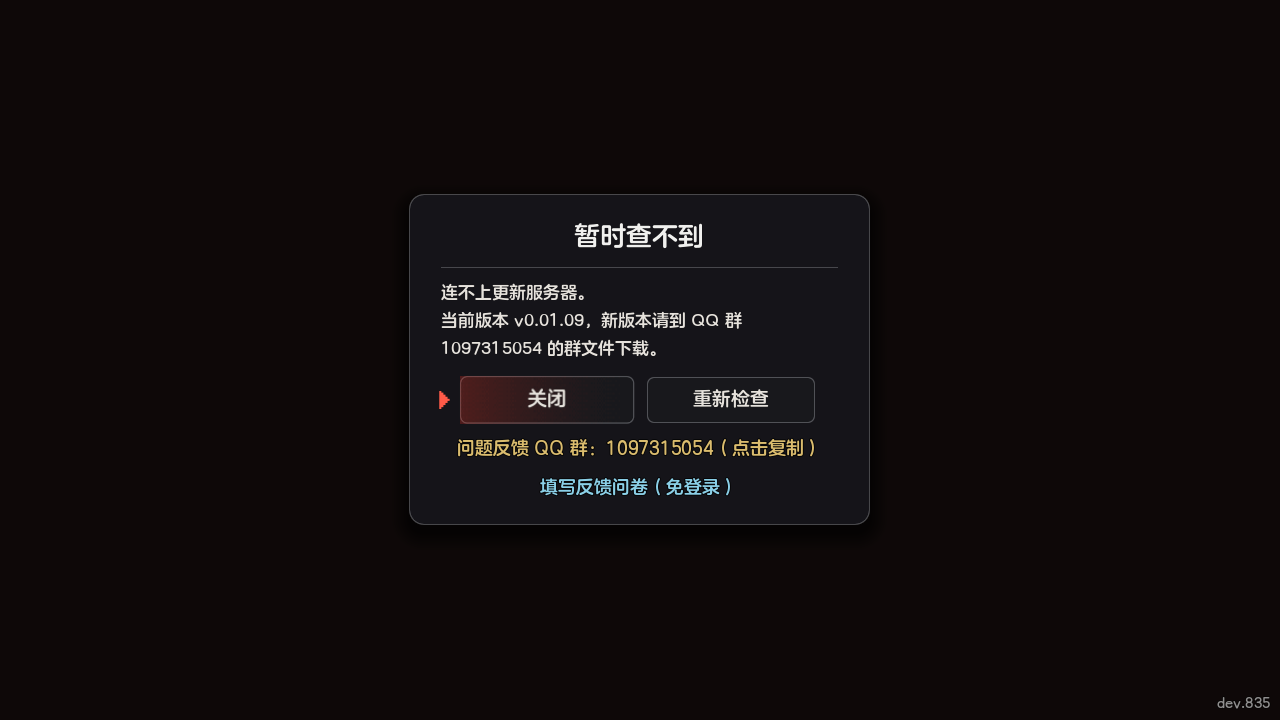 暂时查不到
连不上更新服务器。
当前版本 v0.01.09，新版本请到 QQ 群
1097315054 的群文件下载。
关闭
重新检查
问题反馈 QQ 群：1097315054（点击复制）
填写反馈问卷（免登录）
dev.835